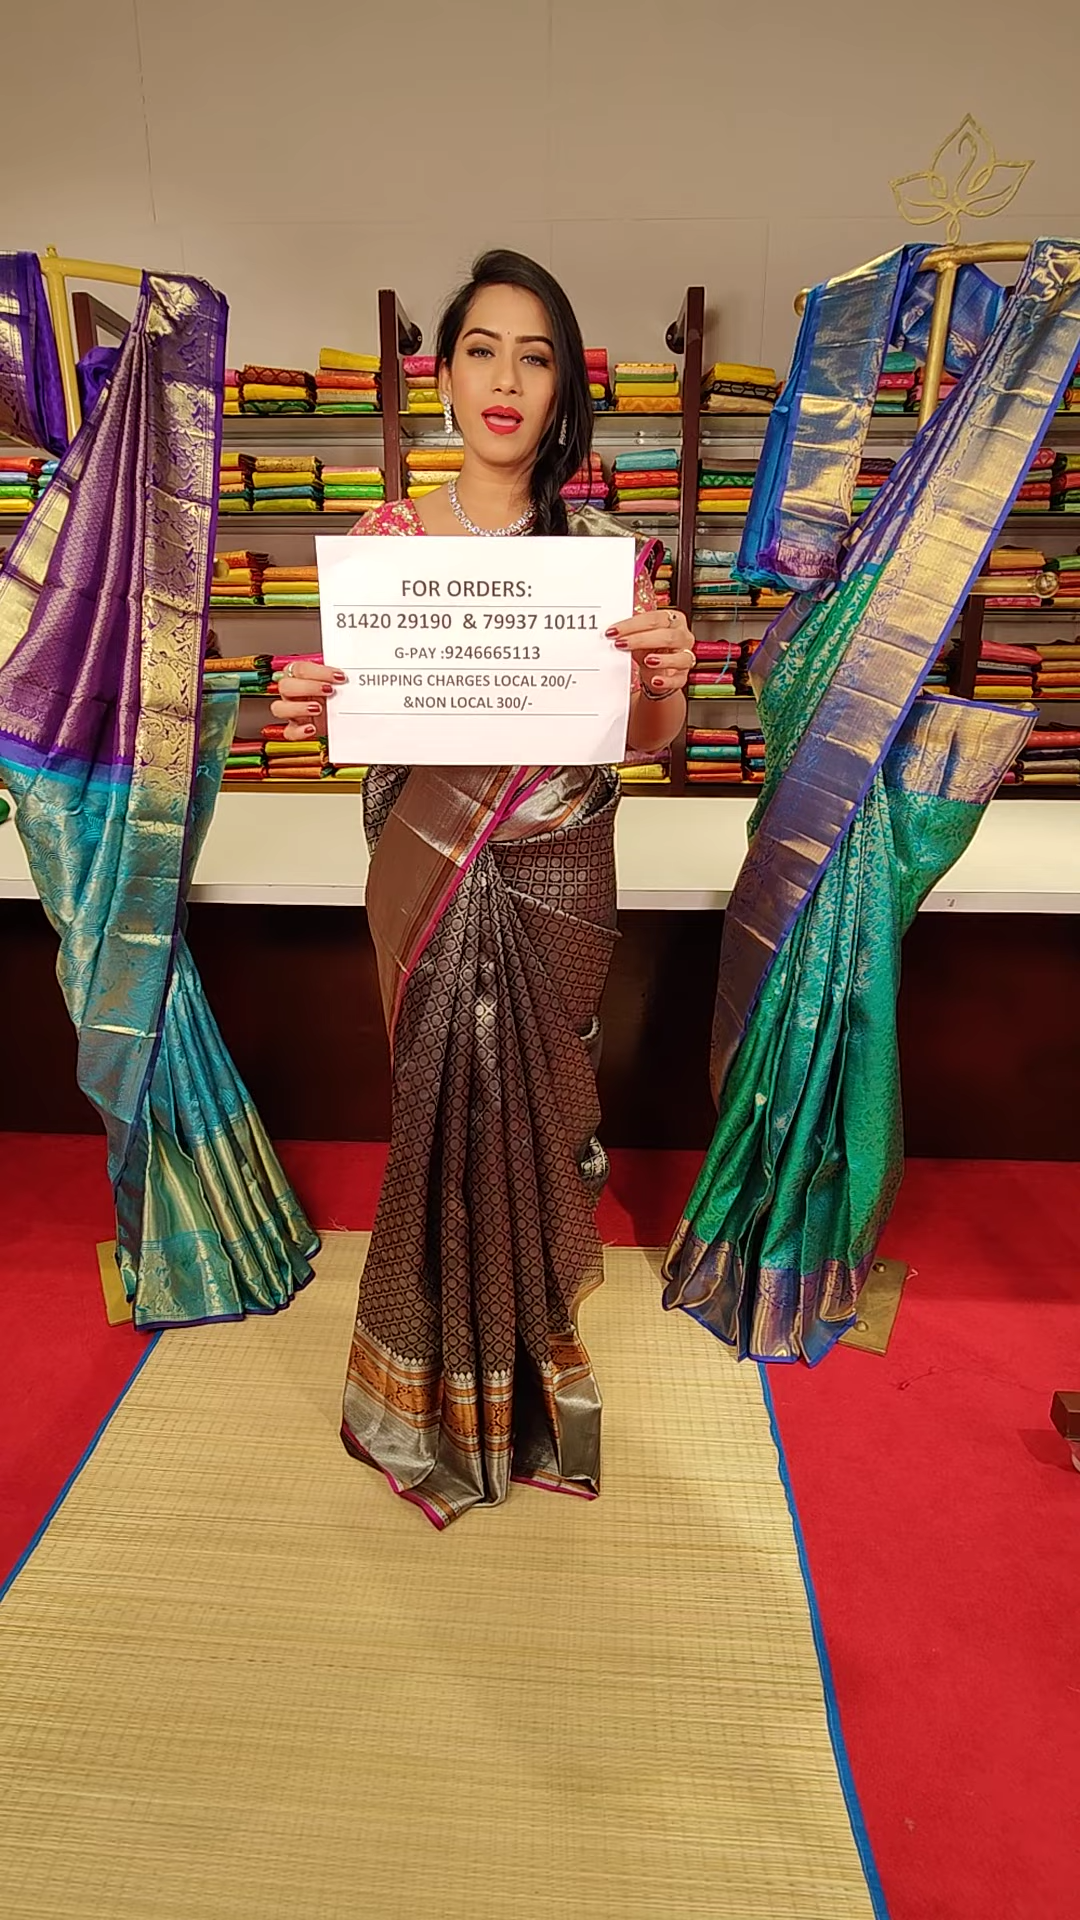 FOR ORDERS:
81420 29190 & 79937 10111
G-PAY :9246665113
SHIPPING CHARGES LOCAL 200/-
&NON LOCAL 300/-